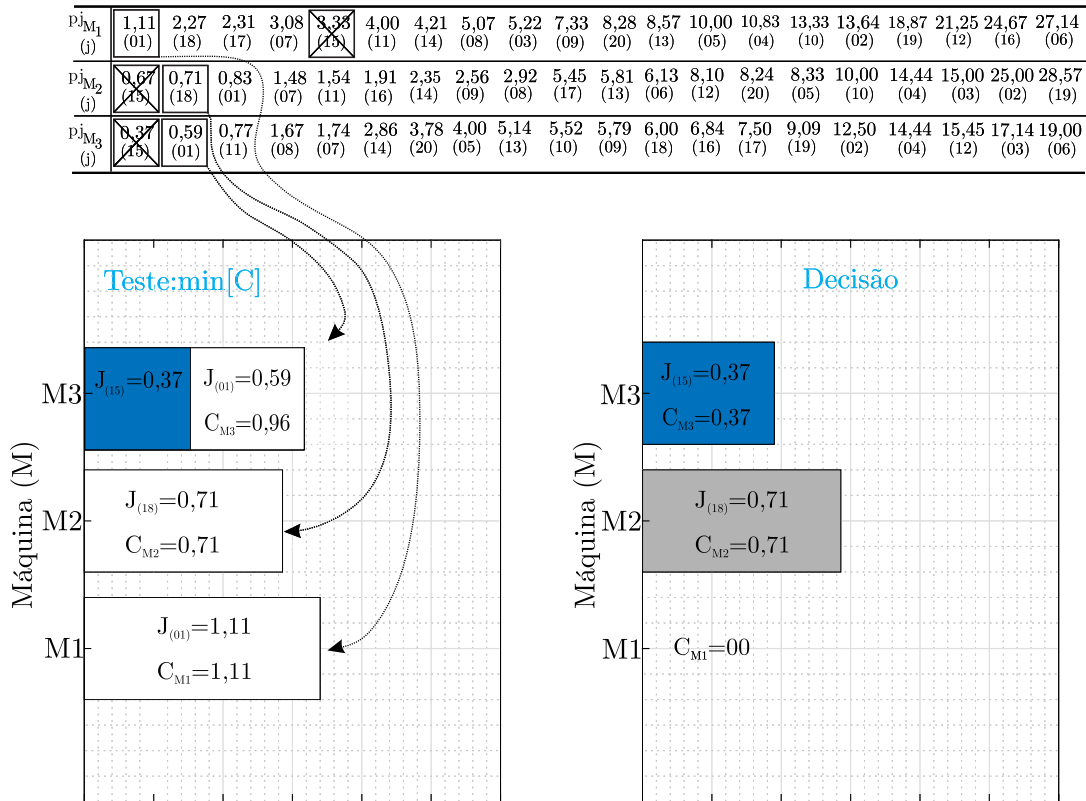 pj M1 1,11 2,27 2,31 3,08 3,33 4,00 4,21 5,07 5,22 7,33 8,28 8,57 10,00 10,83 13,33 13,64 18,87 21,25 24,67 27,14
(j) (01) (18) (17) (07) (15) (11) (14) (08) (03) (09) (20) (13) (05) (04) (10) (02) (19) (12) (16) (06)
pj M2 0,67 0,71 0,83 1,48 1,54 1,91 2,35 2,56 2,92 5,45 5,81 6,13 8,10 8,24 8,33 10,00 14,44 15,00 25,00 28,57
(j) (15) (18) (01) (07) (11) (16) (14) (09) (08) (17) (13) (06) (12) (20) (05) (10) (04) (03) (02) (19)
pj M3 0,37 0,59 0,77 1,67 1,74 2,86 3,78 4,00 5,14 5,52 5,79 6,00 6,84 7,50 9,09 12,50 14,44 15,45 17,14 19,00
(j) (15) (01) (11) (08) (07) (14) (20) (05) (13) (10) (09) (18) (16) (17) (19) (02) (04) (12) (03) (06)
Teste:min[C]
Máquina (M)
M3
J(15)=0,37
J(01)=0,59
CM3=0,96
M2
J(18)=0,71
CM2=0,71
M1
J(01)=1,11
CM1=1,11
Decisão
Máquina (M)
M3
J(15)=0,37
CM3=0,37
M2
J(18)=0,71
CM2=0,71
M1
CM1=00